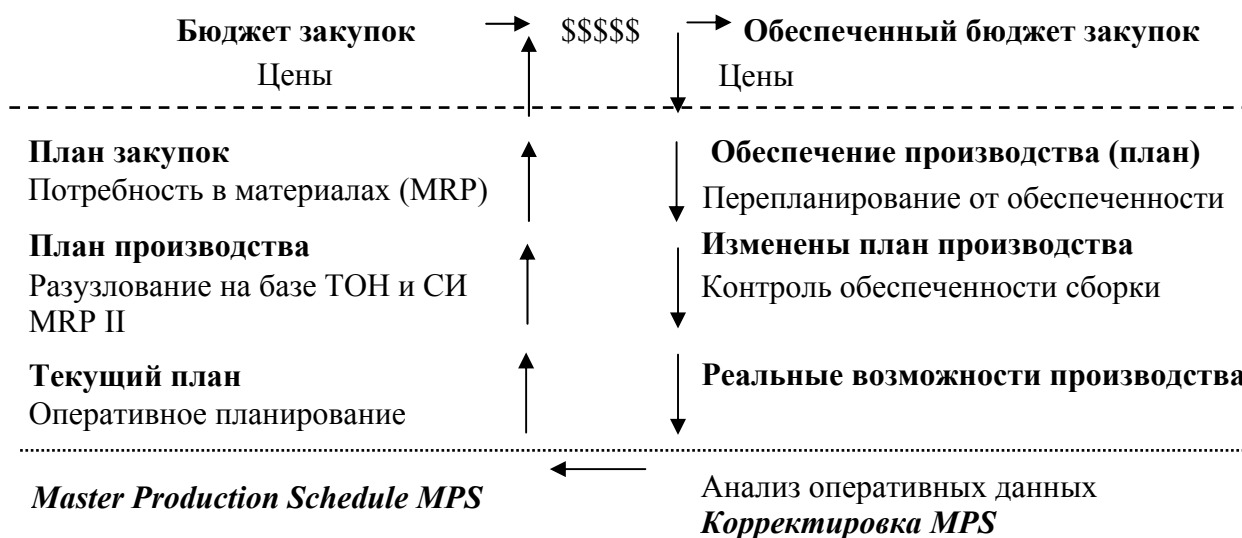 Бюджет закупок $$$$$ Обеспеченный бюджет закупок
Цены Цены
План закупок Обеспечение производства (план)
Потребность в материалах (MRP) Перепланирование от обеспеченности
План производства Изменены план производства
Разузлование на базе ТОН и СИ Контроль обеспеченности сборки
MRP II
Текущий план Реальные возможности производства
Оперативное планирование
Master Production Schedule MPS Анализ оперативных данных
Корректировка MPS